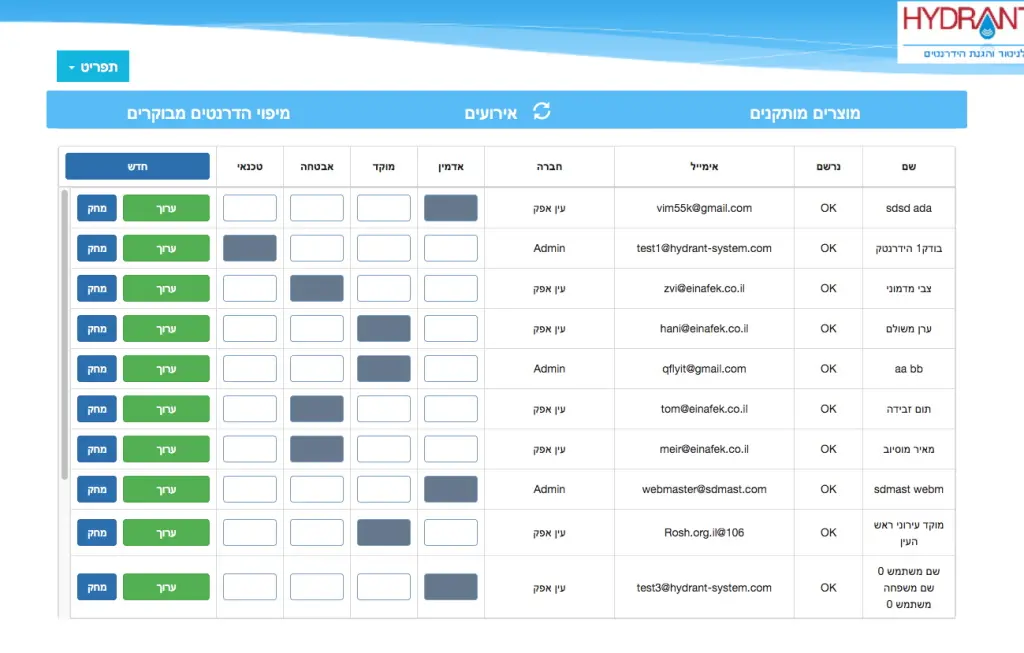 HYDRANT
לניטור והגנת הידרנטים
תפריט
מוצרים מותקנים אירועים מיפוי הדרנטים מבוקרים
שם נרשם אימייל חברה אדמין מוקד אבטחה טכנאי חדש
sdsd ada OK vim55k@gmail.com עין אפק ערוך מחק
בודק1 הידרנטק OK test1@hydrant-system.com Admin ערוך מחק
צבי מדמוני OK zvi@einafek.co.il עין אפק ערוך מחק
ערן משולם OK hani@einafek.co.il עין אפק ערוך מחק
aa bb OK qflyit@gmail.com Admin ערוך מחק
תום זבידה OK tom@einafek.co.il עין אפק ערוך מחק
מאיר מוסיוב OK meir@einafek.co.il עין אפק ערוך מחק
sdmast webm OK webmaster@sdmast.com Admin ערוך מחק
מוקד עירוני ראש
העין OK Rosh.org.il@106 עין אפק ערוך מחק
שם משתמש 0
שם משפחה
משתמש 0 OK test3@hydrant-system.com עין אפק ערוך מחק